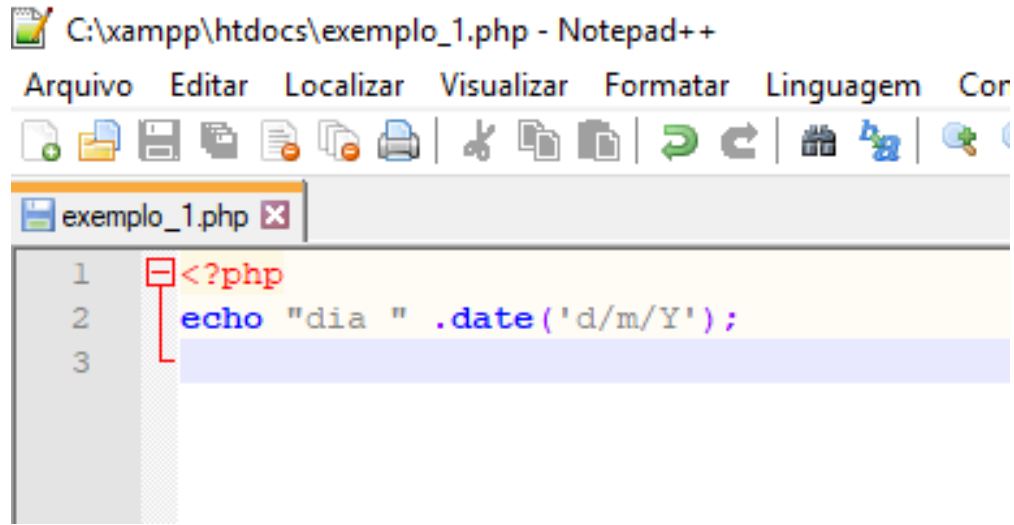 C:\xampp\htdocs\exemplo_1.php - Notepad++
Arquivo Editar Localizar Visualizar Formatar Linguagem
exemplo_1.php
1 <?php
2 echo "dia " .date('d/m/Y');
3